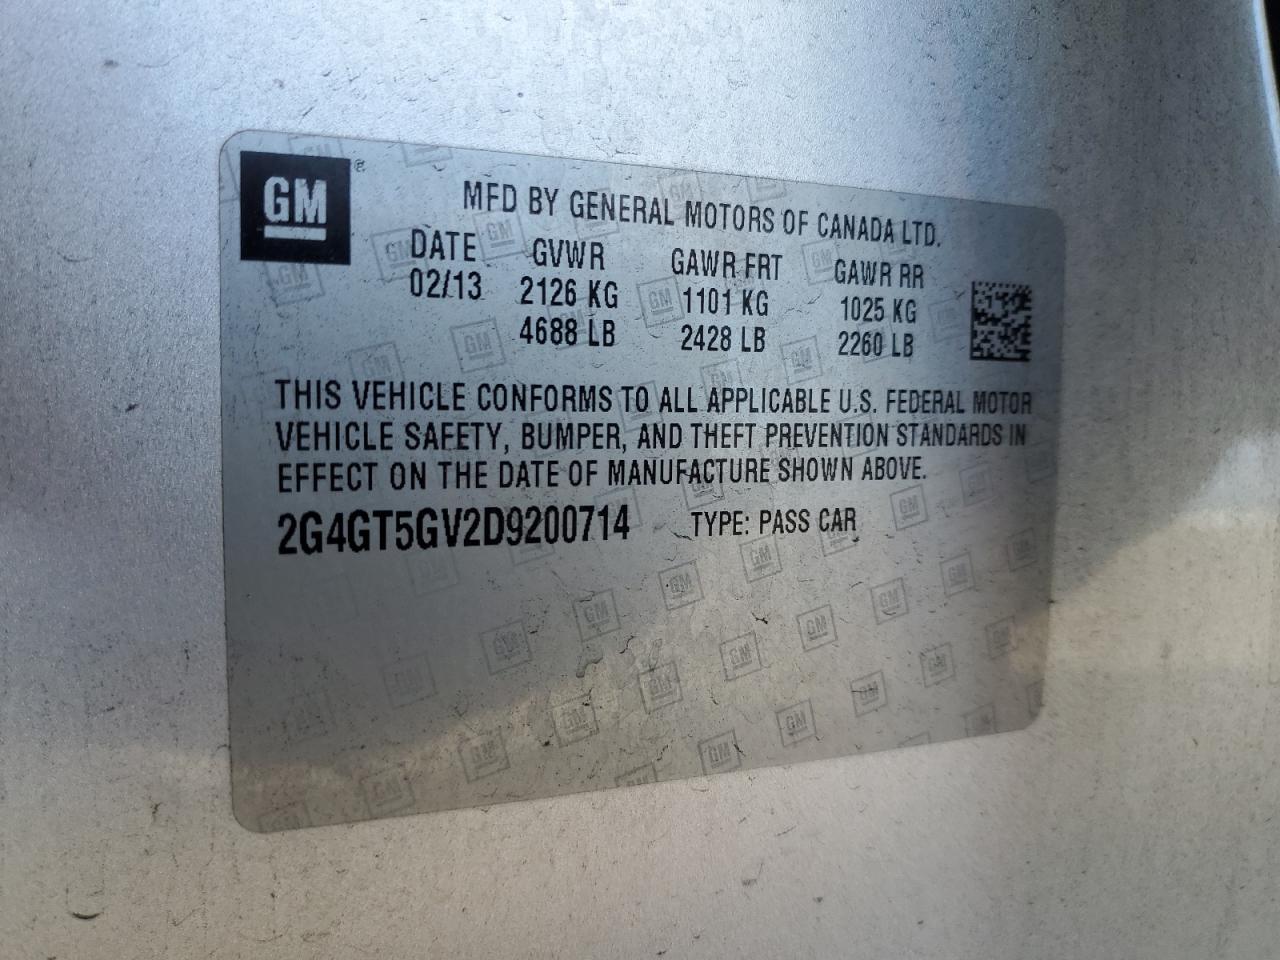 GM ®
MFD BY GENERAL MOTORS OF CANADA LTD.
DATE GVWR GAWR FRT GAWR RR
02/13 2126 KG 1101 KG 1025 KG
4688 LB 2428 LB 2260 LB
THIS VEHICLE CONFORMS TO ALL APPLICABLE U.S. FEDERAL MOTOR
VEHICLE SAFETY, BUMPER, AND THEFT PREVENTION STANDARDS IN
EFFECT ON THE DATE OF MANUFACTURE SHOWN ABOVE.
2G4GT5GV2D9200714 TYPE: PASS CAR